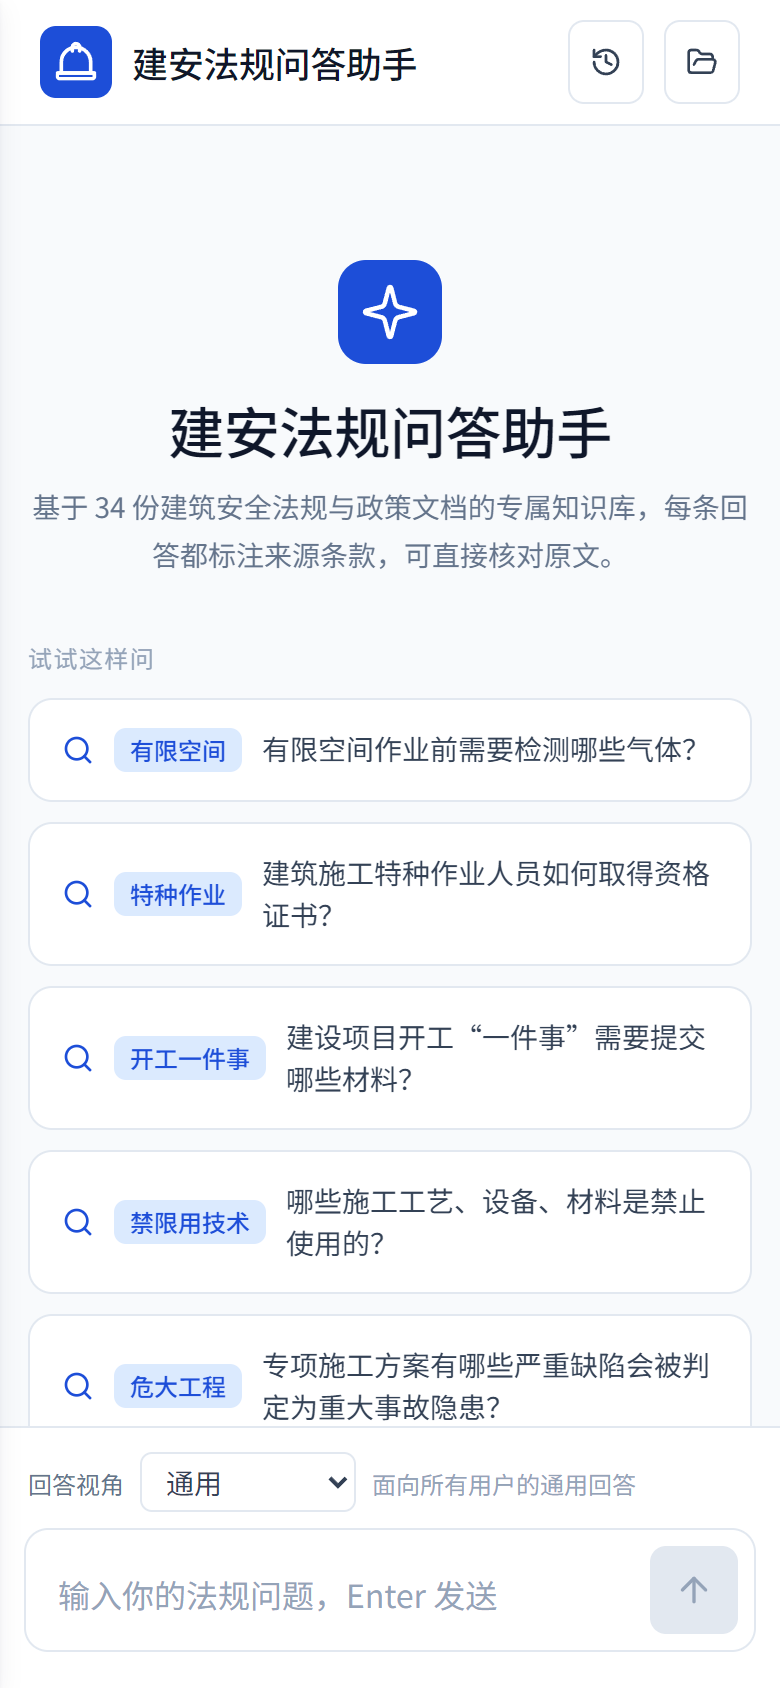 建安法规问答助手
建安法规问答助手
基于 34 份建筑安全法规与政策文档的专属知识库，每条回
答都标注来源条款，可直接核对原文。
试试这样问
有限空间 有限空间作业前需要检测哪些气体？
特种作业 建筑施工特种作业人员如何取得资格
证书？
开工一件事 建设项目开工“一件事”需要提交
哪些材料？
禁限用技术 哪些施工工艺、设备、材料是禁止
使用的？
危大工程 专项施工方案有哪些严重缺陷会被判
定为重大事故隐患？
回答视角 通用 面向所有用户的通用回答
输入你的法规问题，Enter 发送